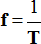 f = 1/T